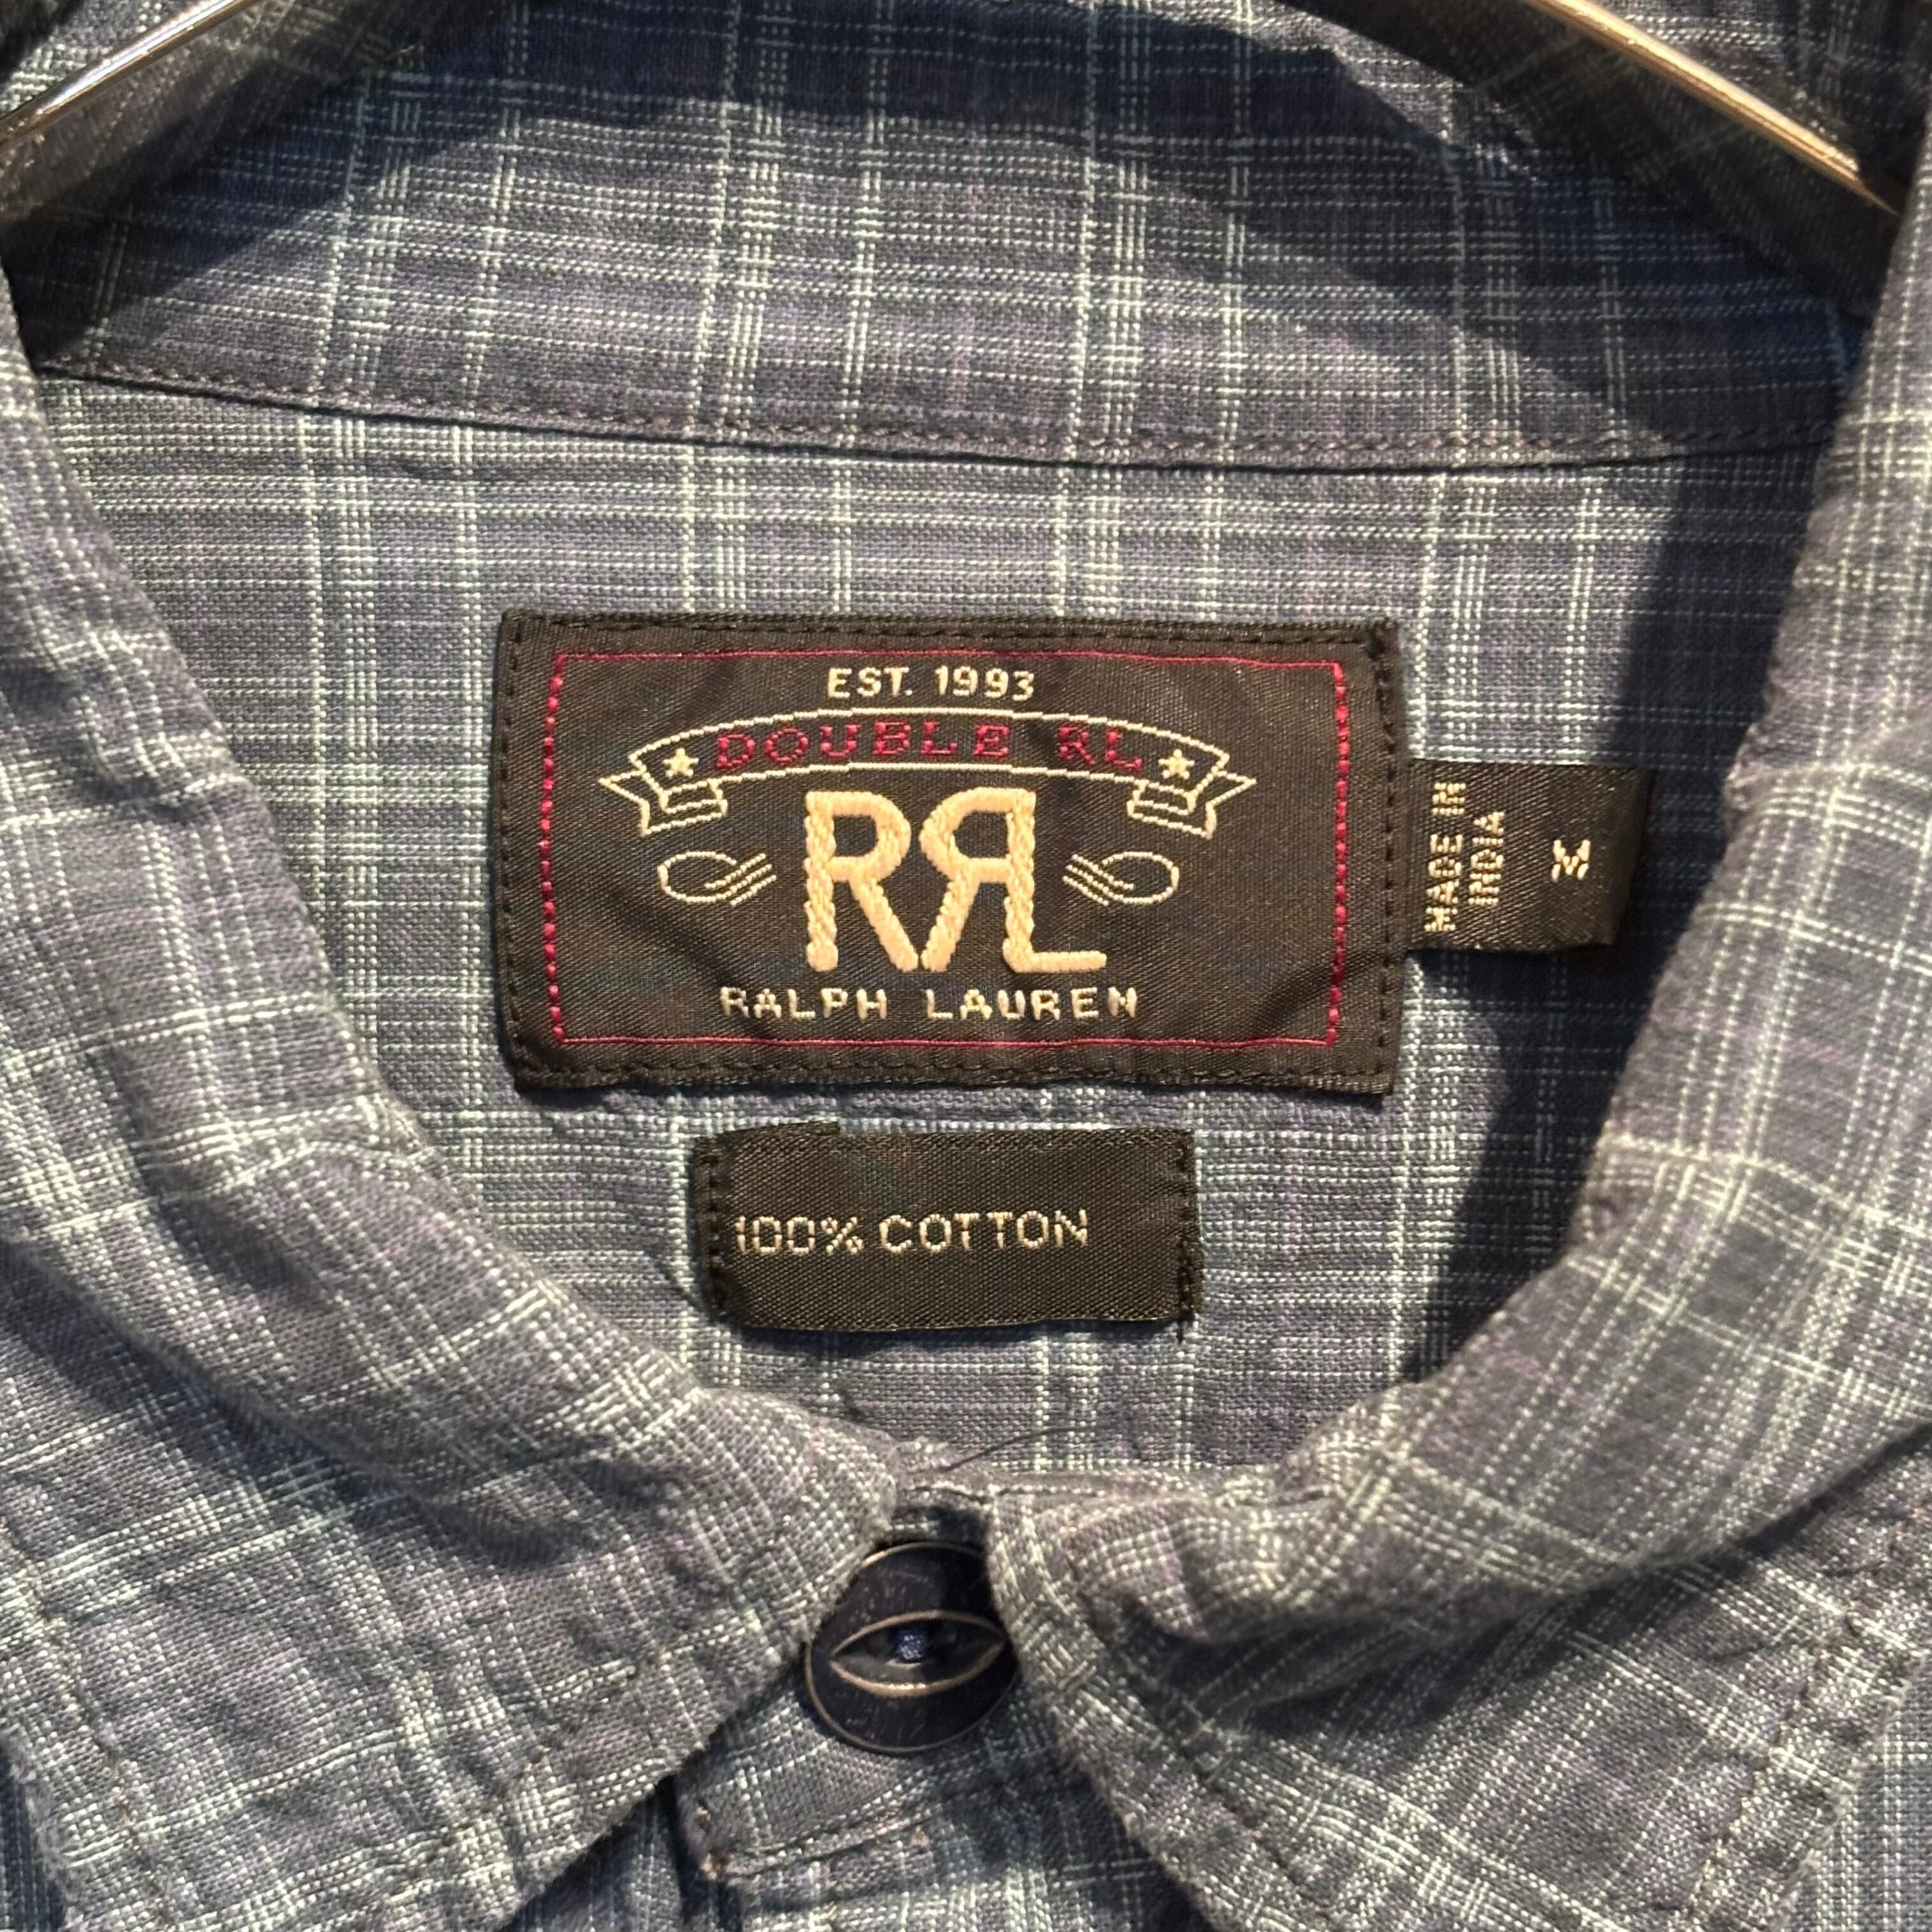 EST. 1993
DOUBLE RL
RRL
RALPH LAUREN
MADE IN
INDIA
M
100% COTTON